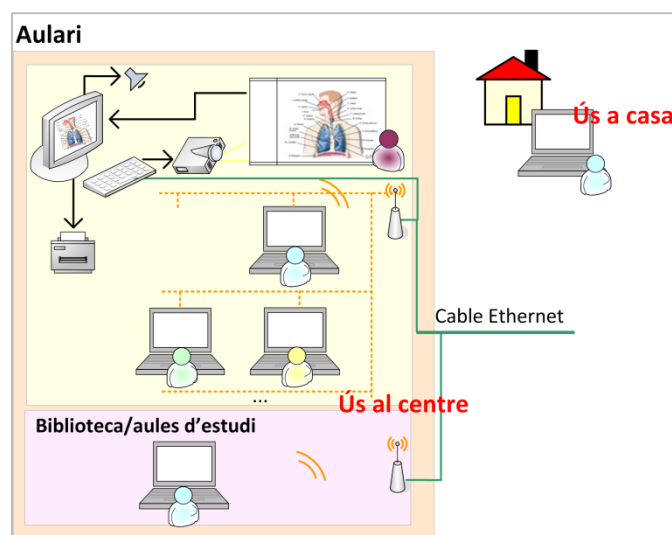 Aulari
Ús a casa
Cable Ethernet
...
Ús al centre
Biblioteca/aules d’estudi